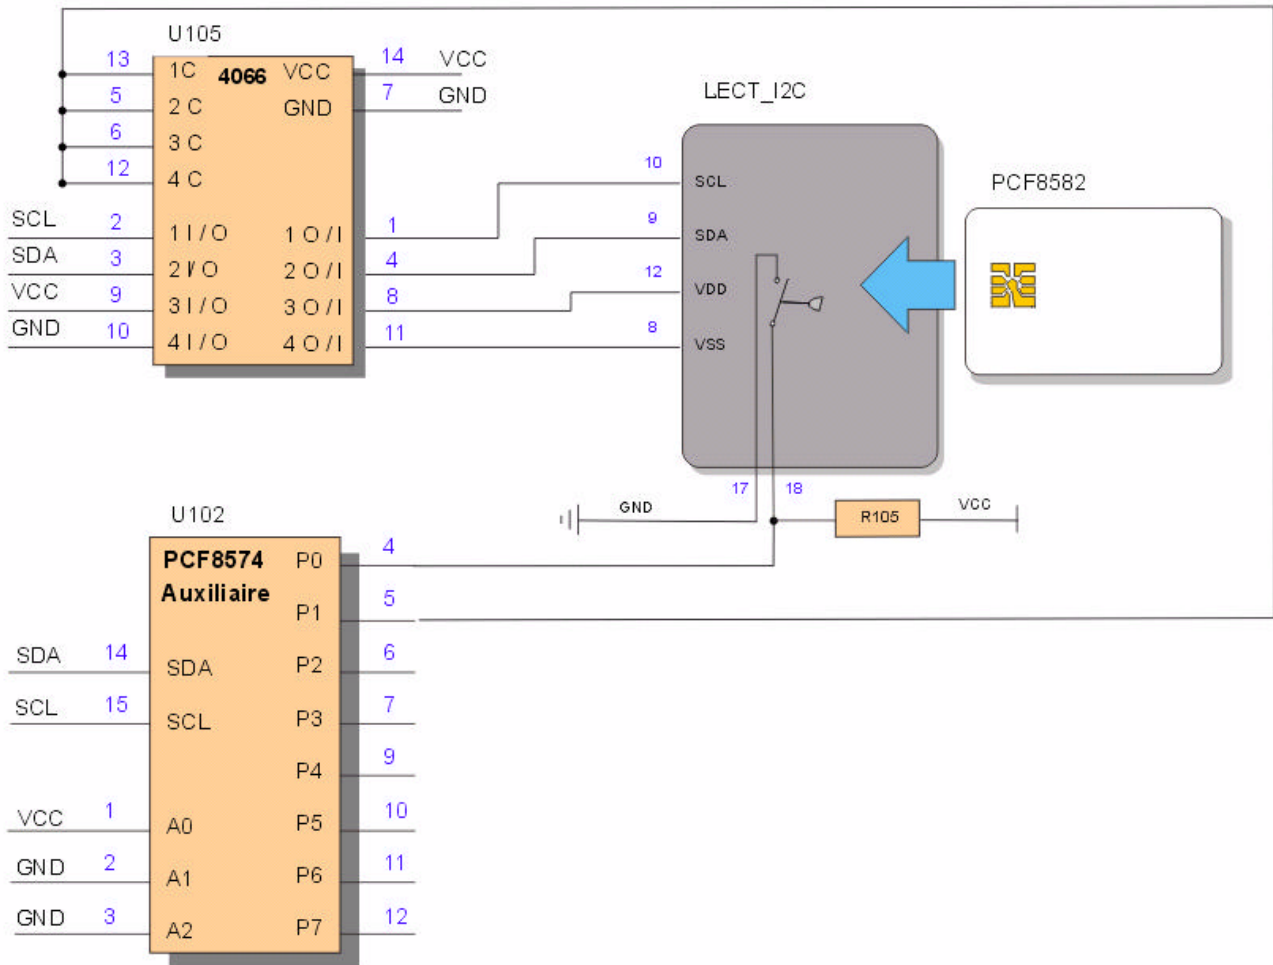 U105
13 1C 4066 VCC 14 VCC
5 2 C GND 7 GND
6 3 C
12 4 C
SCL 2 1 I / O 1 O / I 1
SDA 3 2 I/ O 2 O / I 4
VCC 9 3 I / O 3 O / I 8
GND 10 4 I / O 4 O / I 11
LECT_I2C
10 SCL
9 SDA
12 VDD
8 VSS
PCF8582
17 18
GND R105 VCC
U102
PCF8574 P0 4
Auxiliaire
P1 5
SDA 14 SDA P2 6
SCL 15 SCL P3 7
P4 9
VCC 1 A0 P5 10
GND 2 A1 P6 11
GND 3 A2 P7 12